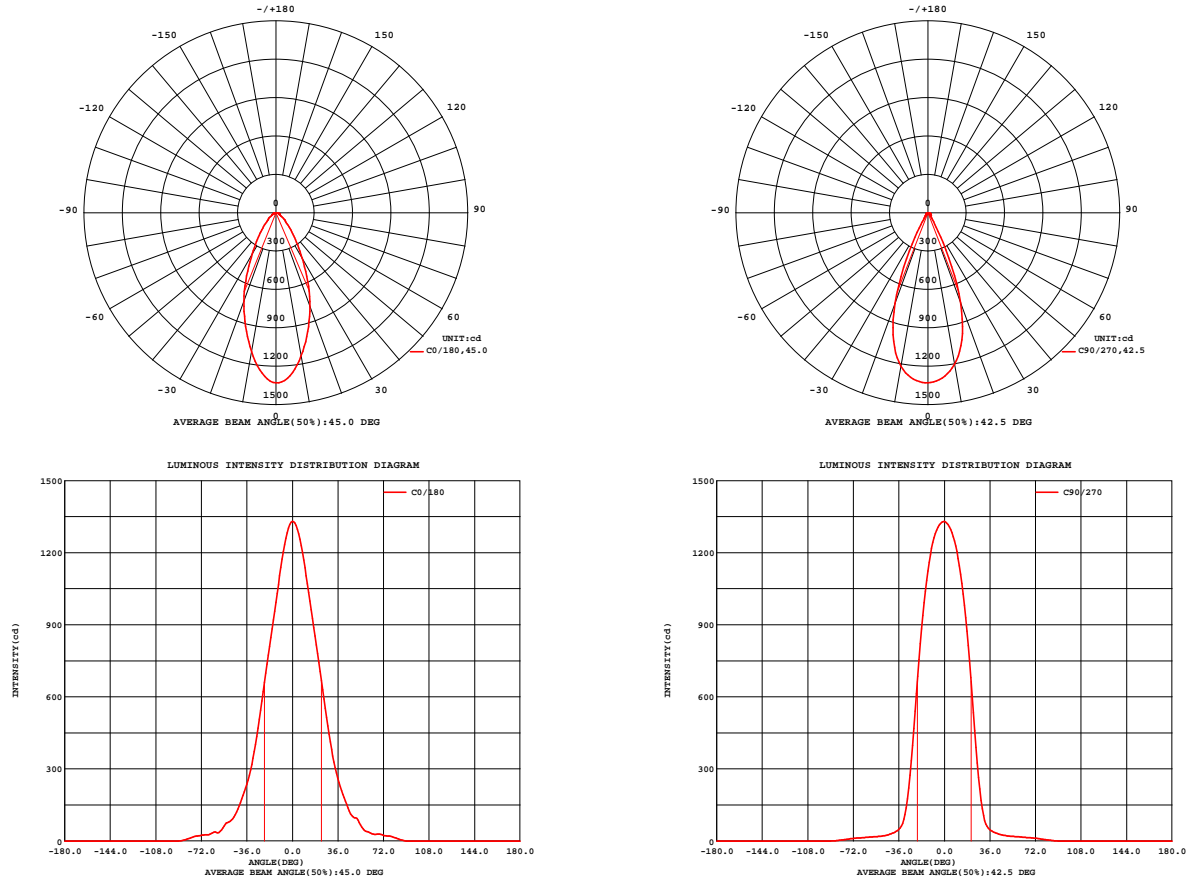 -/+180
-150
150
-120
120
-90
90
-60
60
-30
30
0
300
600
900
1200
1500
0
UNIT:cd
C0/180,45.0
AVERAGE BEAM ANGLE(50%):45.0 DEG
-/+180
-150
150
-120
120
-90
90
-60
60
-30
30
0
300
600
900
1200
1500
0
UNIT:cd
C90/270,42.5
AVERAGE BEAM ANGLE(50%):42.5 DEG
LUMINOUS INTENSITY DISTRIBUTION DIAGRAM
C0/180
INTENSITY(cd)
1500
1200
900
600
300
0
-180.0 -144.0 -108.0 -72.0 -36.0 0.0 36.0 72.0 108.0 144.0 180.0
ANGLE(DEG)
AVERAGE BEAM ANGLE(50%):45.0 DEG
LUMINOUS INTENSITY DISTRIBUTION DIAGRAM
C90/270
INTENSITY(cd)
1500
1200
900
600
300
0
-180.0 -144.0 -108.0 -72.0 -36.0 0.0 36.0 72.0 108.0 144.0 180.0
ANGLE(DEG)
AVERAGE BEAM ANGLE(50%):42.5 DEG